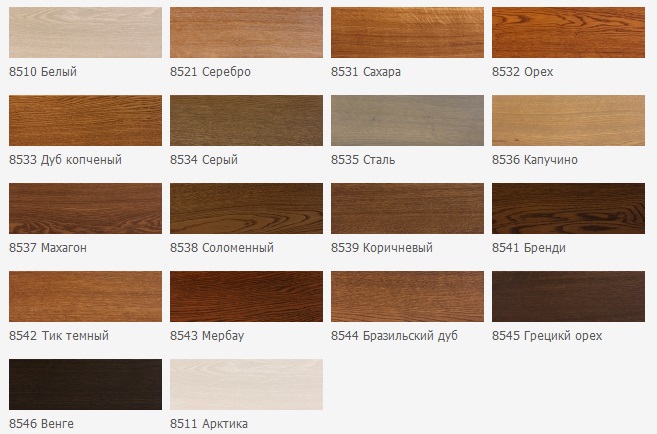 8510 Белый
8521 Серебро
8531 Сахара
8532 Орех
8533 Дуб копченый
8534 Серый
8535 Сталь
8536 Капучино
8537 Махагон
8538 Соломенный
8539 Коричневый
8541 Бренди
8542 Тик темный
8543 Мербау
8544 Бразильский дуб
8545 Грецикй орех
8546 Венге
8511 Арктика